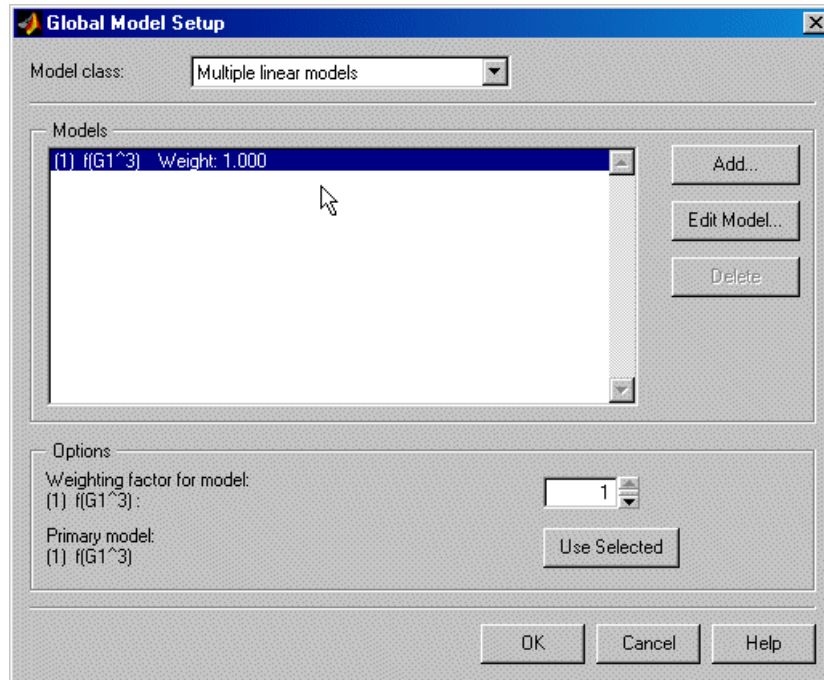 Global Model Setup
Model class: Multiple linear models
Models
(1) f(G1^3) Weight: 1.000
Add...
Edit Model...
Delete
Options
Weighting factor for model:
(1) f(G1^3) :
1
Primary model:
(1) f(G1^3)
Use Selected
OK Cancel Help